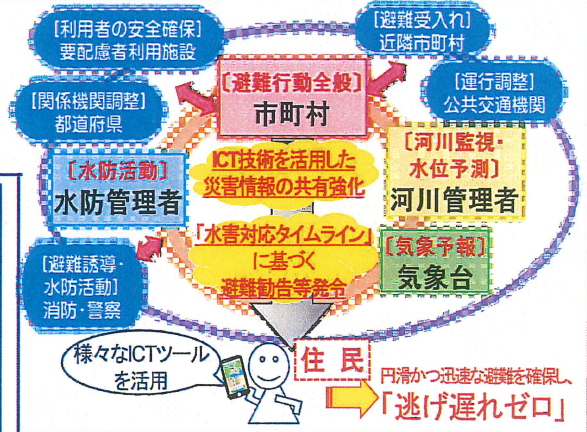 [利用者の安全確保]
要配慮者利用施設
[避難受入れ]
近隣市町村
[関係機関調整]
都道府県
[避難行動全般]
市町村
[運行調整]
公共交通機関
[水防活動]
水防管理者
ICT技術を活用した
災害情報の共有強化
[河川監視・
水位予測]
河川管理者
「水害対応タイムライン」
に基づく
避難勧告等発令
[気象予報]
気象台
[避難誘導・
水防活動]
消防・警察
様々なICTツール
を活用
住民
円滑かつ迅速な避難を確保し、
「逃げ遅れゼロ」